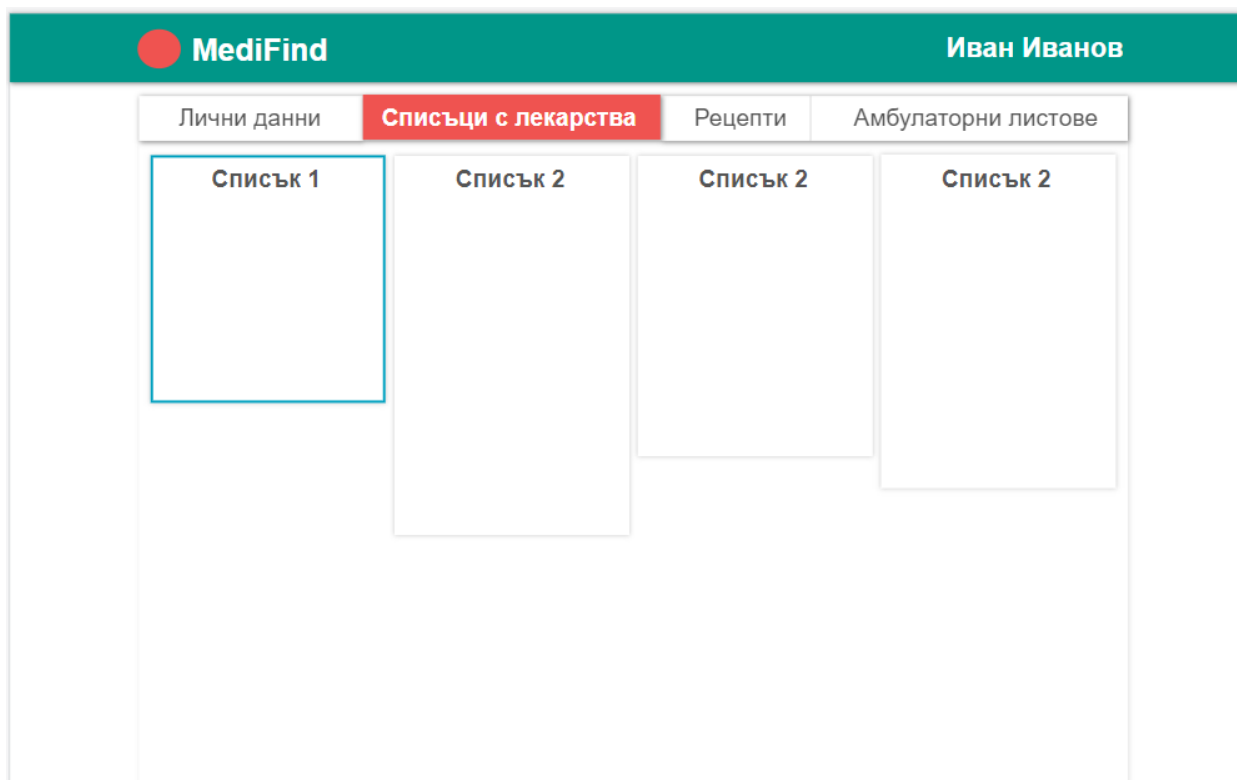 MediFind
Иван Иванов
Лични данни
Списъци с лекарства
Рецепти
Амбулаторни листове
Списък 1
Списък 2
Списък 2
Списък 2